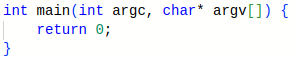 int main(int argc, char* argv[]) {
    return 0;
}